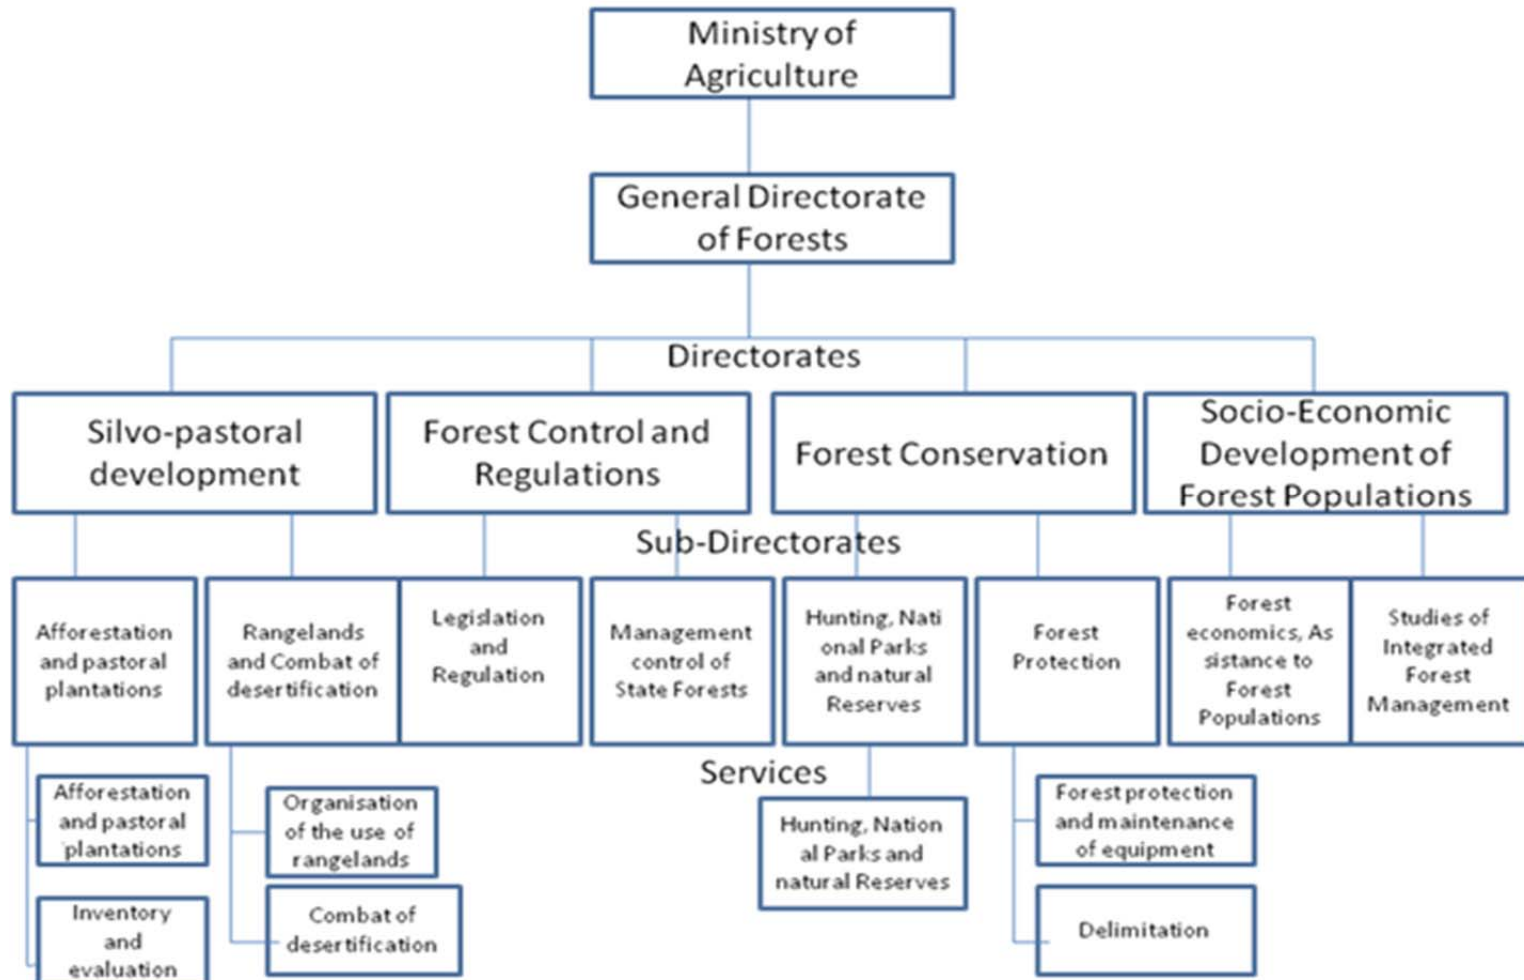 Ministry of
Agriculture
General Directorate
of Forests
Directorates
Silvo-pastoral
development
Forest Control and
Regulations
Forest Conservation
Socio-Economic
Development of
Forest Populations
Sub-Directorates
Afforestation
and pastoral
plantations
Rangelands
and Combat of
desertification
Legislation
and
Regulation
Management
control of
State Forests
Hunting, Nati
onal Parks
and natural
Reserves
Forest
Protection
Forest
economics, As
sistance to
Forest
Populations
Studies of
Integrated
Forest
Management
Services
Afforestation
and pastoral
plantations
Organisation
of the use of
rangelands
Hunting, Nation
al Parks and
natural Reserves
Forest protection
and maintenance
of equipment
Inventory
and
evaluation
Combat of
desertification
Delimitation